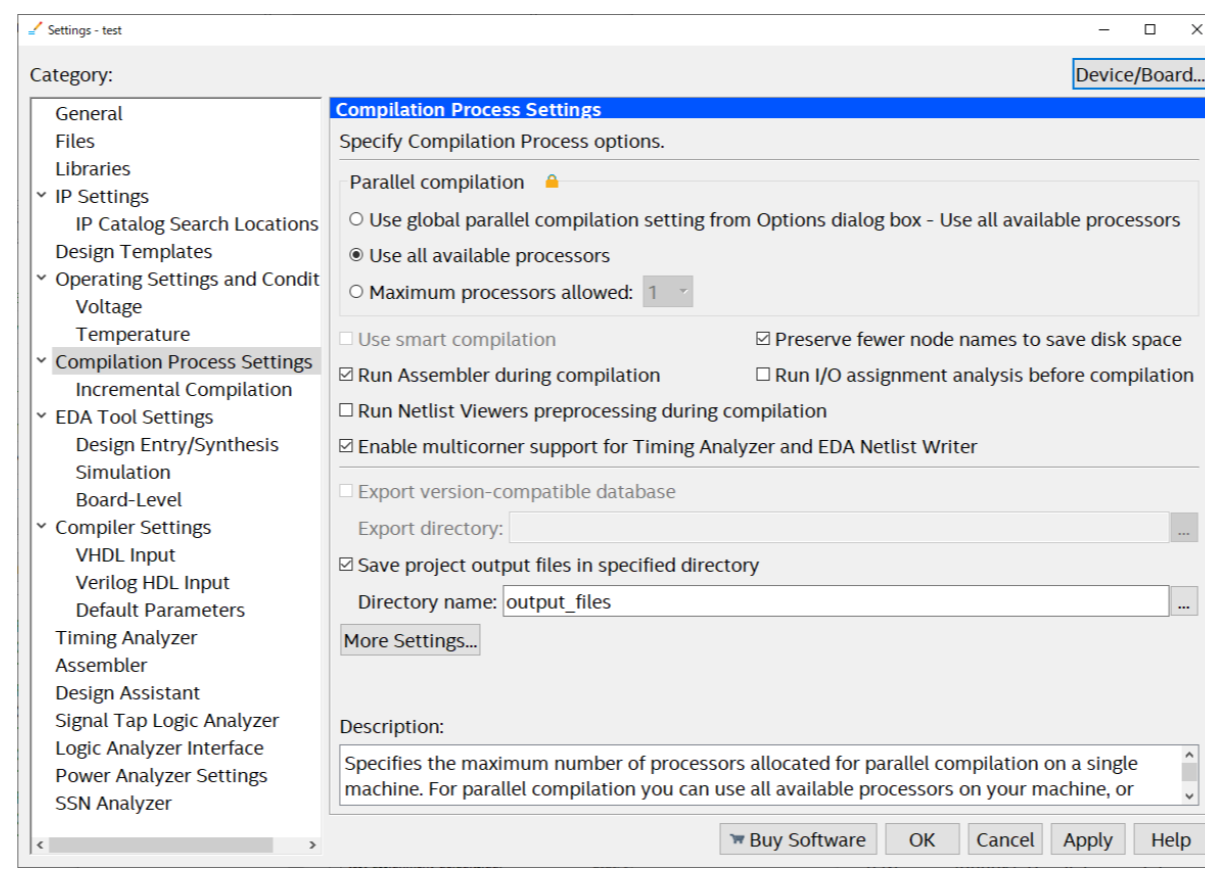 Settings - test
Category:
Device/Board...
General
Files
Libraries
IP Settings
IP Catalog Search Locations
Design Templates
Operating Settings and Condit
Voltage
Temperature
Compilation Process Settings
Incremental Compilation
EDA Tool Settings
Design Entry/Synthesis
Simulation
Board-Level
Compiler Settings
VHDL Input
Verilog HDL Input
Default Parameters
Timing Analyzer
Assembler
Design Assistant
Signal Tap Logic Analyzer
Logic Analyzer Interface
Power Analyzer Settings
SSN Analyzer
Compilation Process Settings
Specify Compilation Process options.
Parallel compilation
Use global parallel compilation setting from Options dialog box - Use all available processors
Use all available processors
Maximum processors allowed: 1
Use smart compilation
Preserve fewer node names to save disk space
Run Assembler during compilation
Run I/O assignment analysis before compilation
Run Netlist Viewers preprocessing during compilation
Enable multicorner support for Timing Analyzer and EDA Netlist Writer
Export version-compatible database
Export directory:
...
Save project output files in specified directory
Directory name: output_files
...
More Settings...
Description:
Specifies the maximum number of processors allocated for parallel compilation on a single
machine. For parallel compilation you can use all available processors on your machine, or
Buy Software
OK
Cancel
Apply
Help